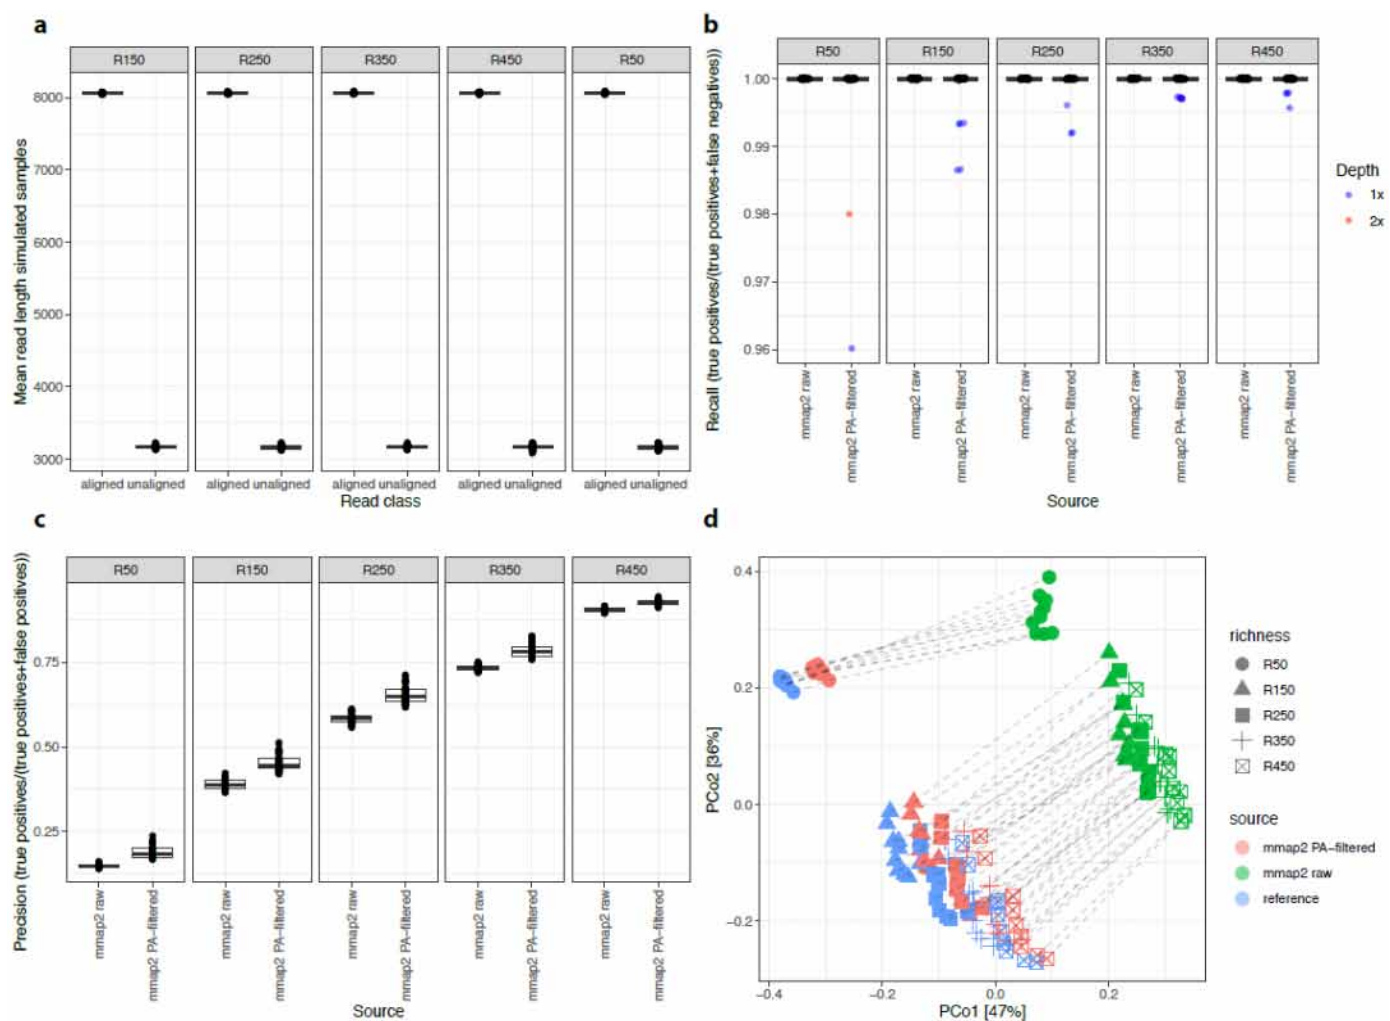 a
R150 R250 R350 R450 R50
Mean read length simulated samples
8000
7000
6000
5000
4000
3000
aligned unaligned aligned unaligned aligned unaligned aligned unaligned aligned unaligned
Read class
b
R50 R150 R250 R350 R450
Recall (true positives/(true positives+false negatives))
1.00
0.99
0.98
0.97
0.96
mmap2 raw mmap2 PA-filtered mmap2 raw mmap2 PA-filtered mmap2 raw mmap2 PA-filtered mmap2 raw mmap2 PA-filtered mmap2 raw mmap2 PA-filtered
Source
Depth
1x
2x
c
R50 R150 R250 R350 R450
Precision (true positives/(true positives+false positives))
0.75
0.50
0.25
mmap2 raw mmap2 PA-filtered mmap2 raw mmap2 PA-filtered mmap2 raw mmap2 PA-filtered mmap2 raw mmap2 PA-filtered mmap2 raw mmap2 PA-filtered
Source
d
PCo2 [36%]
0.4
0.2
0.0
−0.2
−0.4 −0.2 0.0 0.2
PCo1 [47%]
richness
R50
R150
R250
R350
R450
source
mmap2 PA−filtered
mmap2 raw
reference